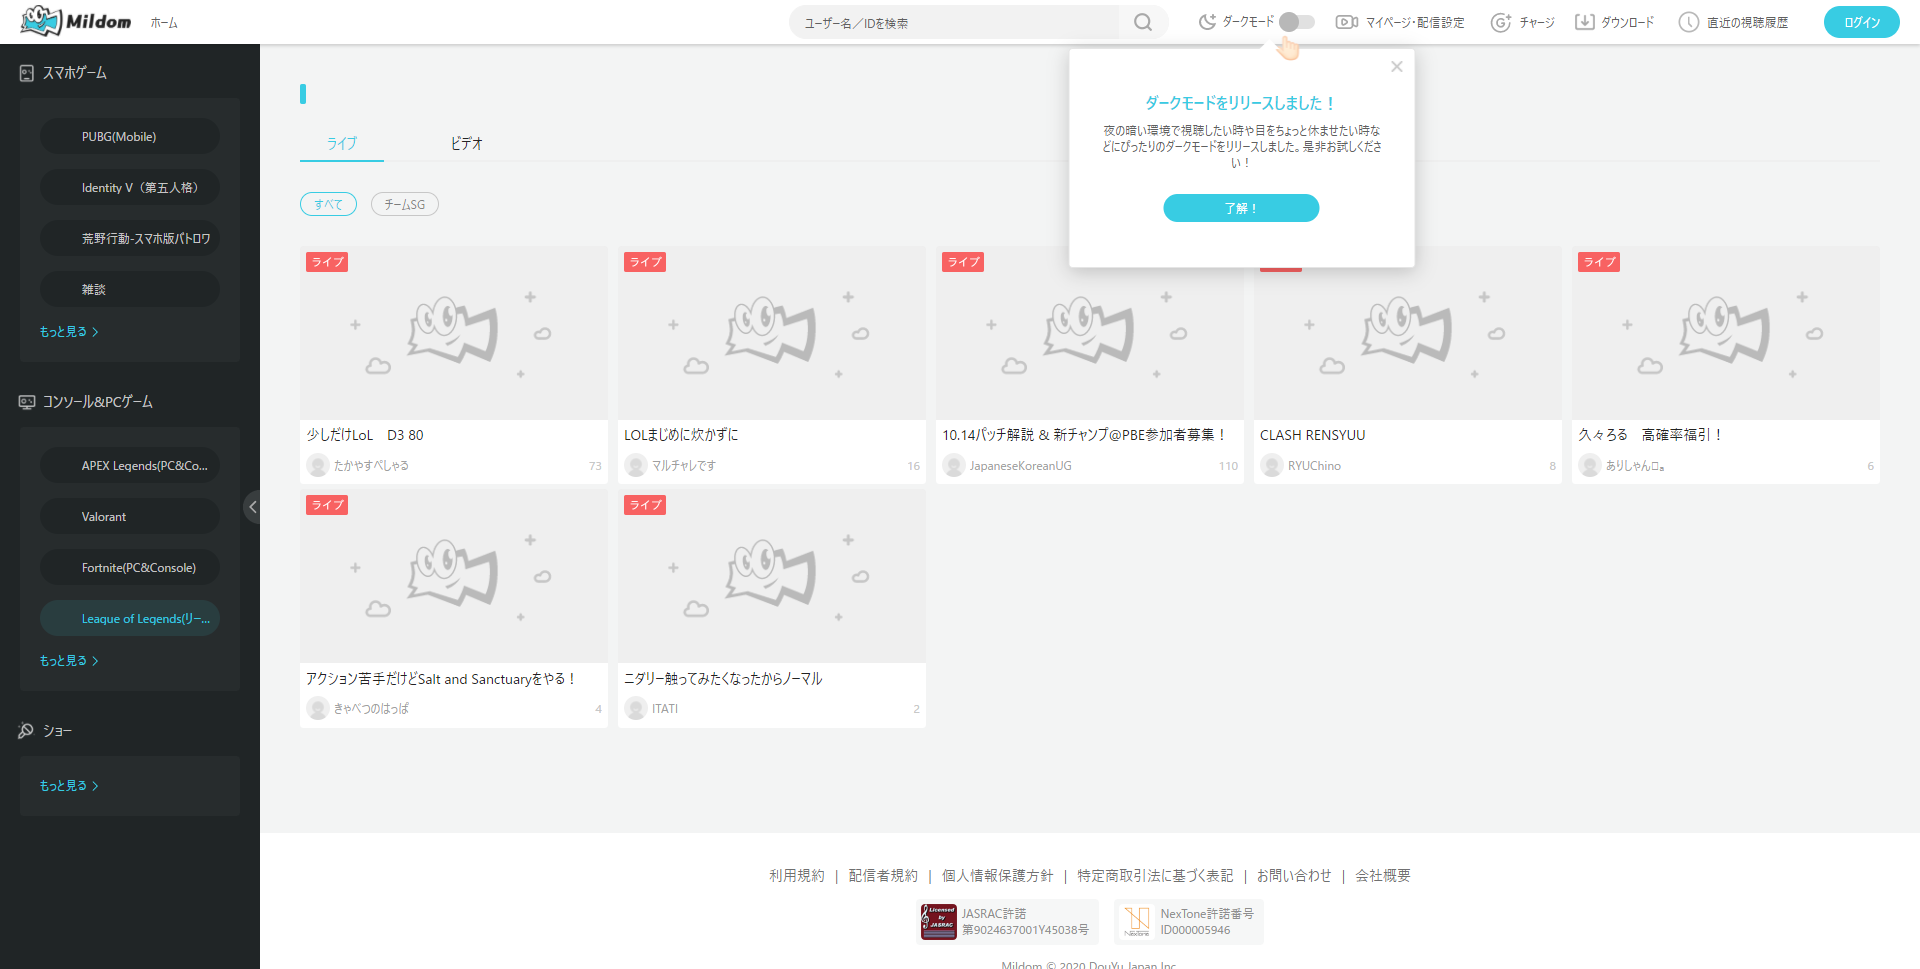 Mildom
ホーム
ユーザー名／IDを検索
ダークモード
マイページ・配信設定
チャージ
ダウンロード
直近の視聴履歴
ログイン
スマホゲーム
PUBG(Mobile)
Identity V（第五人格）
荒野行動-スマホ版バトロワ
雑談
もっと見る
コンソール&PCゲーム
APEX Legends(PC&Co...
Valorant
Fortnite(PC&Console)
League of Legends(リー...
もっと見る
ショー
もっと見る
ダークモードをリリースしました！
夜の暗い環境で視聴したい時や目をちょっと休ませたい時な
どにぴったりのダークモードをリリースしました。是非お試しくださ
い！
了解！
ライブ
ビデオ
すべて
チームSG
ライブ
ライブ
ライブ
ライブ
少しだけLoL　D3 80
たかやすぺしゃる
73
LOLまじめに炊かずに
マルチャレです
16
10.14パッチ解説 & 新チャンプ@PBE参加者募集！
JapaneseKoreanUG
110
CLASH RENSYUU
RYUChino
8
久々ろる　高確率福引！
ありしゃん□。
6
ライブ
ライブ
アクション苦手だけどSalt and Sanctuaryをやる！
きゃべつのはっぱ
4
ニダリー触ってみたくなったからノーマル
ITATI
2
利用規約 | 配信者規約 | 個人情報保護方針 | 特定商取引法に基づく表記 | お問い合わせ | 会社概要
Licensed
by
JASRAC
JASRAC許諾
第9024637001Y45038号
Nextone
NexTone許諾番号
ID000005946
Mildom © 2020 DouYu Japan Inc.